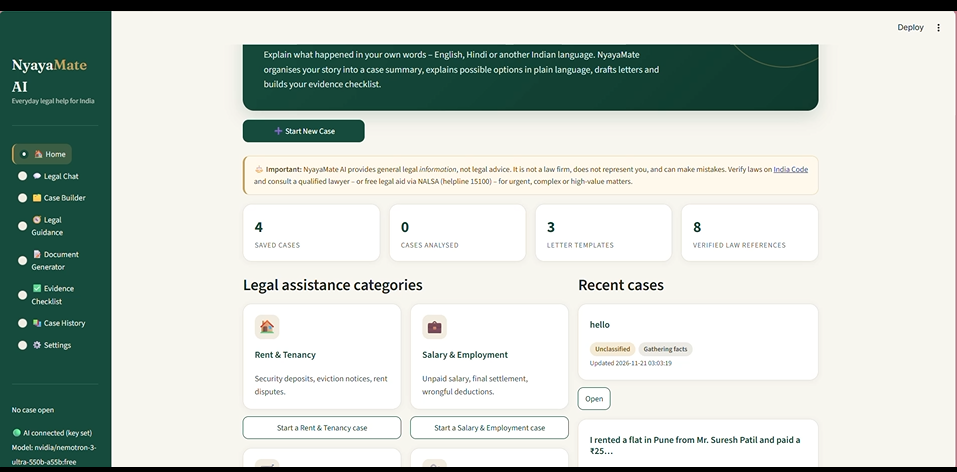 Deploy
NyayaMate
AI
Everyday legal help for India
Home
Legal Chat
Case Builder
Legal
Guidance
Document
Generator
Evidence
Checklist
Case History
Settings
No case open
AI connected (key set)
Model: nvidia/nemotron-3-
ultra-550b-a55b:free
Explain what happened in your own words – English, Hindi or another Indian language. NyayaMate
organises your story into a case summary, explains possible options in plain language, drafts letters and
builds your evidence checklist.
Start New Case
Important: NyayaMate AI provides general legal information, not legal advice. It is not a law firm, does not represent you, and can make mistakes. Verify laws on India Code
and consult a qualified lawyer – or free legal aid via NALSA (helpline 15100) – for urgent, complex or high-value matters.
4
SAVED CASES
0
CASES ANALYSED
3
LETTER TEMPLATES
8
VERIFIED LAW REFERENCES
Legal assistance categories
Rent & Tenancy
Security deposits, eviction notices, rent
disputes.
Start a Rent & Tenancy case
Salary & Employment
Unpaid salary, final settlement,
wrongful deductions.
Start a Salary & Employment case
Recent cases
hello
Unclassified
Gathering facts
Updated 2026-11-21 03:03:19
Open
I rented a flat in Pune from Mr. Suresh Patil and paid a
₹25...